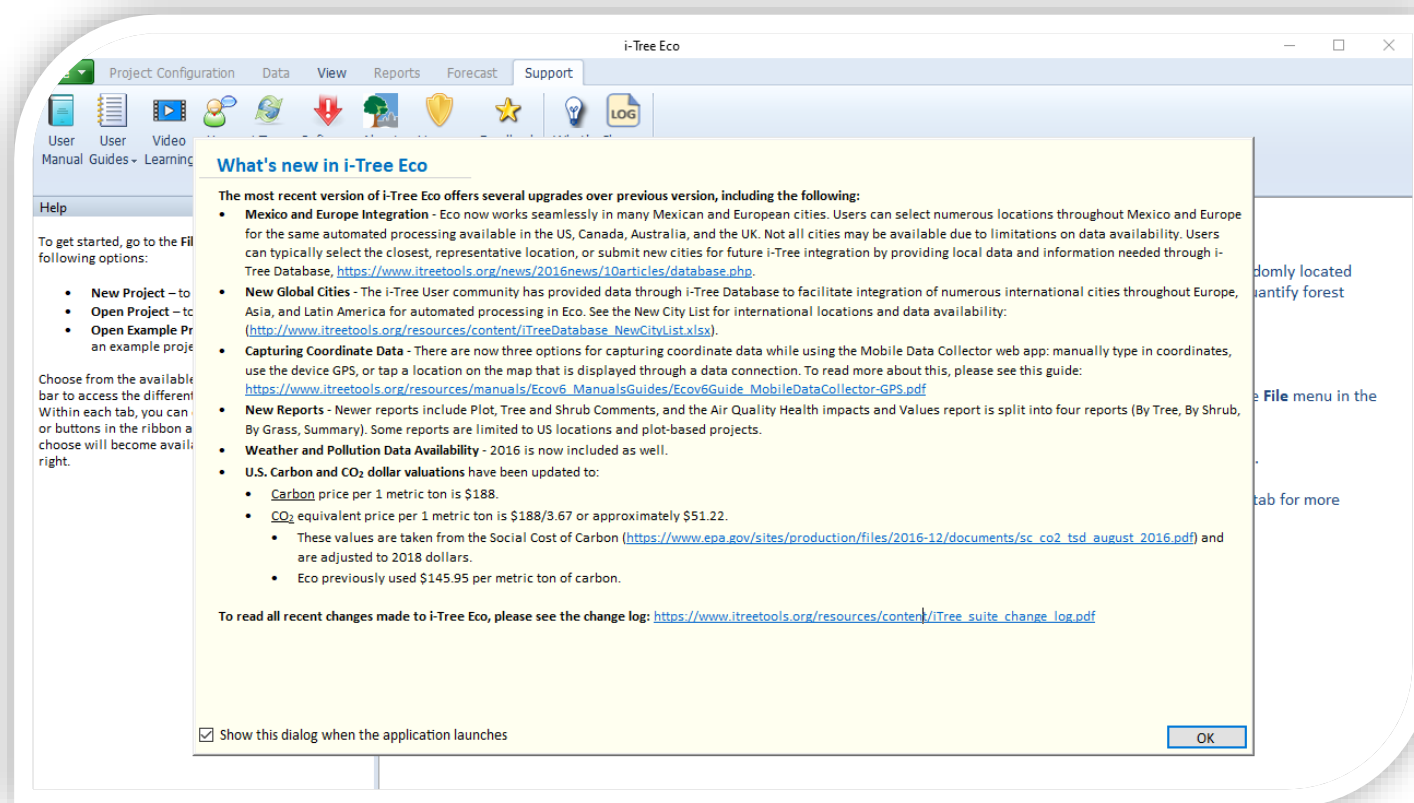 i-Tree Eco
Project Configuration Data View Reports Forecast Support
LOG
User User Video
Manual Guides Learning
Help
To get started, go to the
following options:
• New Project – to
• Open Project –
• Open Example
an example
Choose from the available
bar to access the different
Within each tab, you can
or buttons in the ribbon
choose will become
right.
What's new in i-Tree Eco
The most recent version of i-Tree Eco offers several upgrades over previous version, including the following:
• Mexico and Europe Integration - Eco now works seamlessly in many Mexican and European cities. Users can select numerous locations throughout Mexico and Europe
for the same automated processing available in the US, Canada, Australia, and the UK. Not all cities may be available due to limitations on data availability. Users
can typically select the closest, representative location, or submit new cities for future i-Tree integration by providing local data and information needed through i-
Tree Database, https://www.itreetools.org/news/2016news/10articles/database.php.
• New Global Cities - The i-Tree User community has provided data through i-Tree Database to facilitate integration of numerous international cities throughout Europe,
Asia, and Latin America for automated processing in Eco. See the New City List for international locations and data availability:
(http://www.itreetools.org/resources/content/iTreeDatabase_NewCityList.xlsx).
• Capturing Coordinate Data - There are now three options for capturing coordinate data while using the Mobile Data Collector web app: manually type in coordinates,
use the device GPS, or tap a location on the map that is displayed through a data connection. To read more about this, please see this guide:
https://www.itreetools.org/resources/manuals/Ecov6_ManualsGuides/Ecov6Guide_MobileDataCollector-GPS.pdf
• New Reports - Newer reports include Plot, Tree and Shrub Comments, and the Air Quality Health impacts and Values report is split into four reports (By Tree, By Shrub,
By Grass, Summary). Some reports are limited to US locations and plot-based projects.
• Weather and Pollution Data Availability - 2016 is now included as well.
• U.S. Carbon and CO2 dollar valuations have been updated to:
• Carbon price per 1 metric ton is $188.
• CO2 equivalent price per 1 metric ton is $188/3.67 or approximately $51.22.
• These values are taken from the Social Cost of Carbon (https://www.epa.gov/sites/production/files/2016-12/documents/sc_co2_tsd_august_2016.pdf) and
are adjusted to 2018 dollars.
• Eco previously used $145.95 per metric ton of carbon.
To read all recent changes made to i-Tree Eco, please see the change log: https://www.itreetools.org/resources/content/iTree_suite_change_log.pdf
Show this dialog when the application launches
OK
located
forest
File menu in the
tab for more